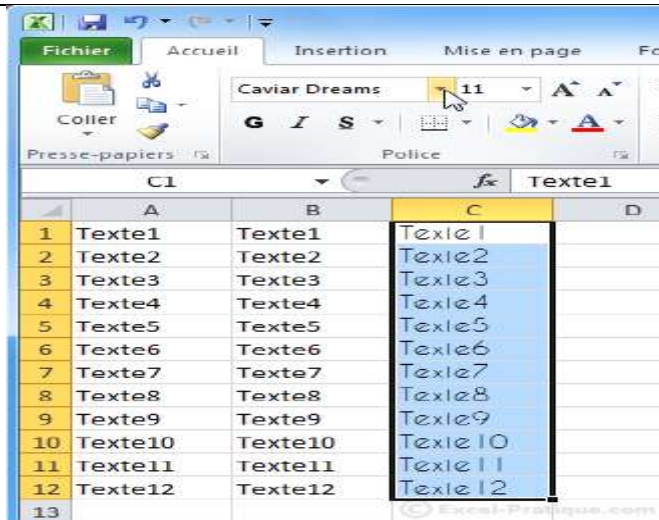 Fichier Accueil Insertion Mise en page Fo
Caviar Dreams 11 A A
Coller G I S A
Presse-papiers Police
C1 fx Texte1
A B C D
1 Texte1 Texte1 Texte1
2 Texte2 Texte2 Texte2
3 Texte3 Texte3 Texte3
4 Texte4 Texte4 Texte4
5 Texte5 Texte5 Texte5
6 Texte6 Texte6 Texte6
7 Texte7 Texte7 Texte7
8 Texte8 Texte8 Texte8
9 Texte9 Texte9 Texte9
10 Texte10 Texte10 Texte10
11 Texte11 Texte11 Texte11
12 Texte12 Texte12 Texte12
13
(C) Excel-Pratique.com